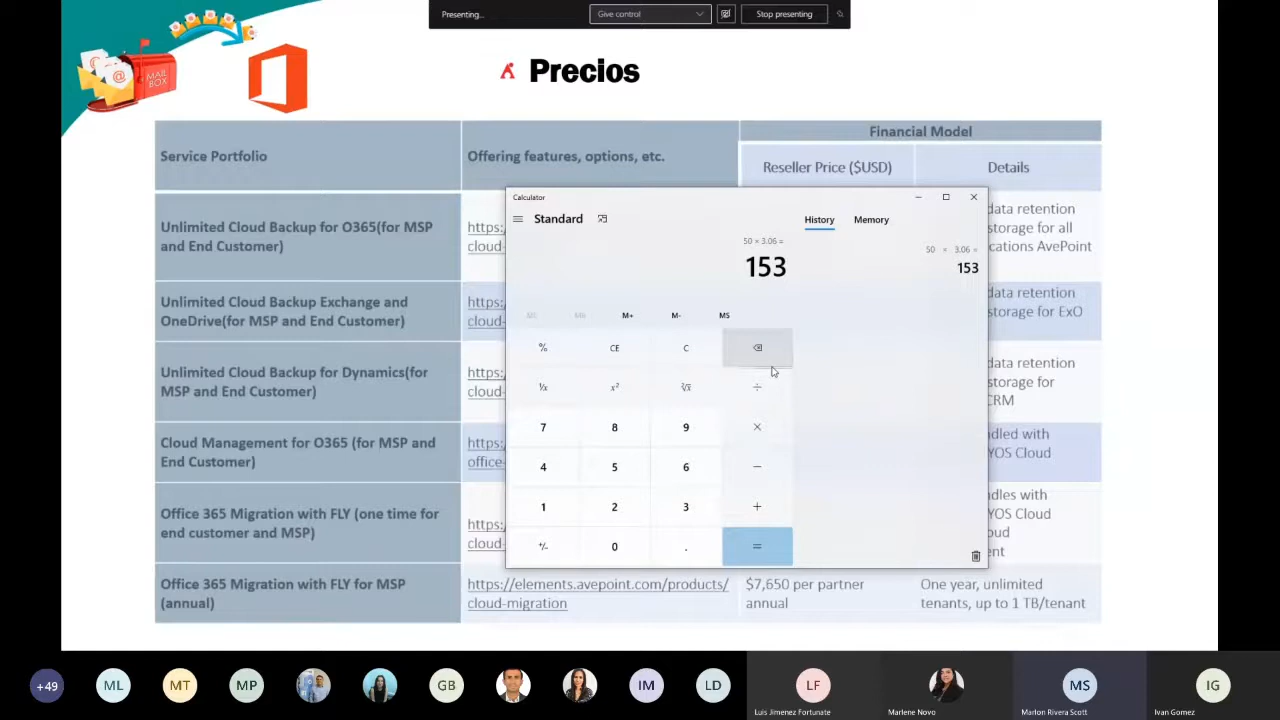 Presenting...
Give control
Stop presenting
MAIL
BOX
Precios
Service Portfolio
Offering features, options, etc.
Financial Model
Reseller Price ($USD)
Details
Unlimited Cloud Backup for O365(for MSP
and End Customer)
https:/
cloud-
data retention
storage for all
ications AvePoint
Unlimited Cloud Backup Exchange and
OneDrive(for MSP and End Customer)
https:/
cloud-
data retention
storage for ExO
Unlimited Cloud Backup for Dynamics(for
MSP and End Customer)
https:/
cloud-
data retention
storage for
CRM
Cloud Management for O365 (for MSP and
End Customer)
https:/
office-
ndled with
YOS Cloud
Office 365 Migration with FLY (one time for
end customer and MSP)
https:/
cloud-
ndles with
YOS Cloud
oud
ent
Office 365 Migration with FLY for MSP
(annual)
https://elements.avepoint.com/products/
cloud-migration
$7,650 per partner
annual
One year, unlimited
tenants, up to 1 TB/tenant
Calculator
Standard
History
Memory
50 × 3.06 =
153
50 × 3.06 =
153
MC MR M+ M- MS
% CE C
¹/x x² ²√x ÷
7 8 9 ×
4 5 6 −
1 2 3 +
+/- 0 . =
+49
ML
MT
MP
GB
IM
LD
LF
MS
IG
Luis Jimenez Fortunate
Marlene Novo
Marlon Rivera Scott
Ivan Gomez